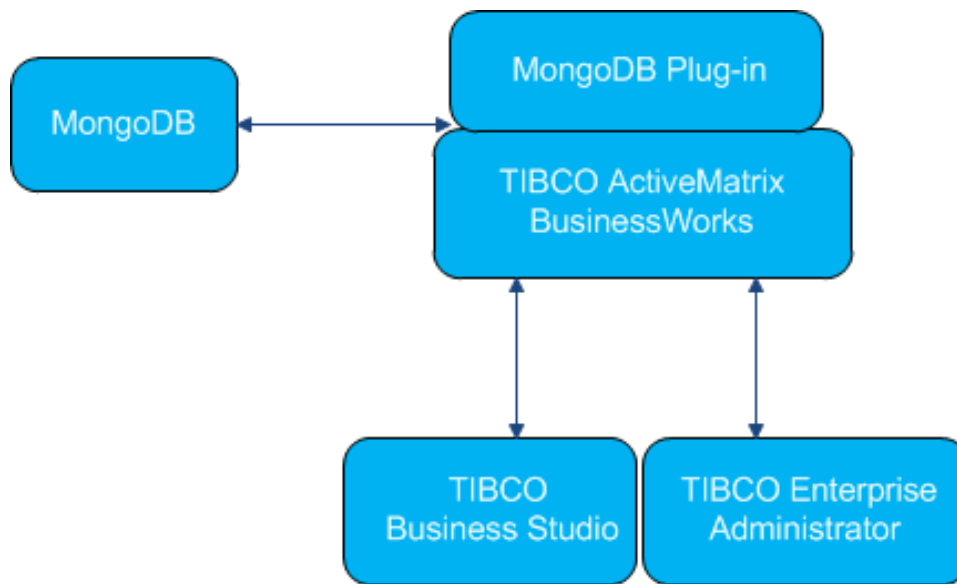 MongoDB Plug-in
MongoDB
TIBCO ActiveMatrix
BusinessWorks
TIBCO
Business Studio
TIBCO Enterprise
Administrator